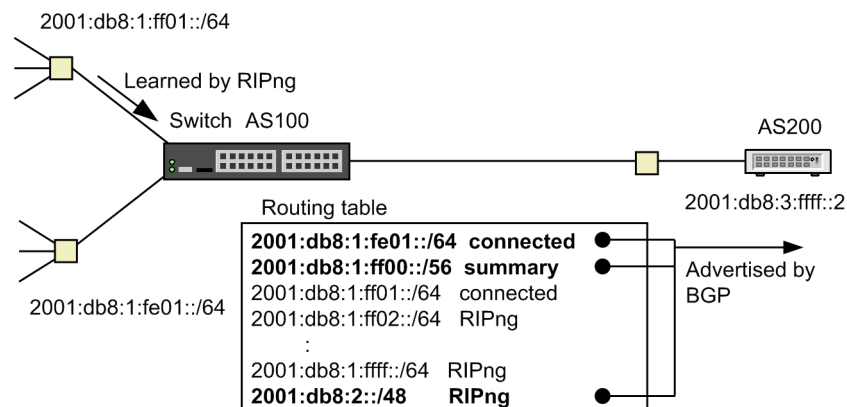 2001:db8:1:ff01::/64
Learned by RIPng
Switch AS100
AS200
2001:db8:3:ffff::2
2001:db8:1:fe01::/64
Routing table
2001:db8:1:fe01::/64 connected
2001:db8:1:ff00::/56 summary
2001:db8:1:ff01::/64 connected
2001:db8:1:ff02::/64 RIPng
:
2001:db8:1:ffff::/64 RIPng
2001:db8:2::/48 RIPng
Advertised by
BGP